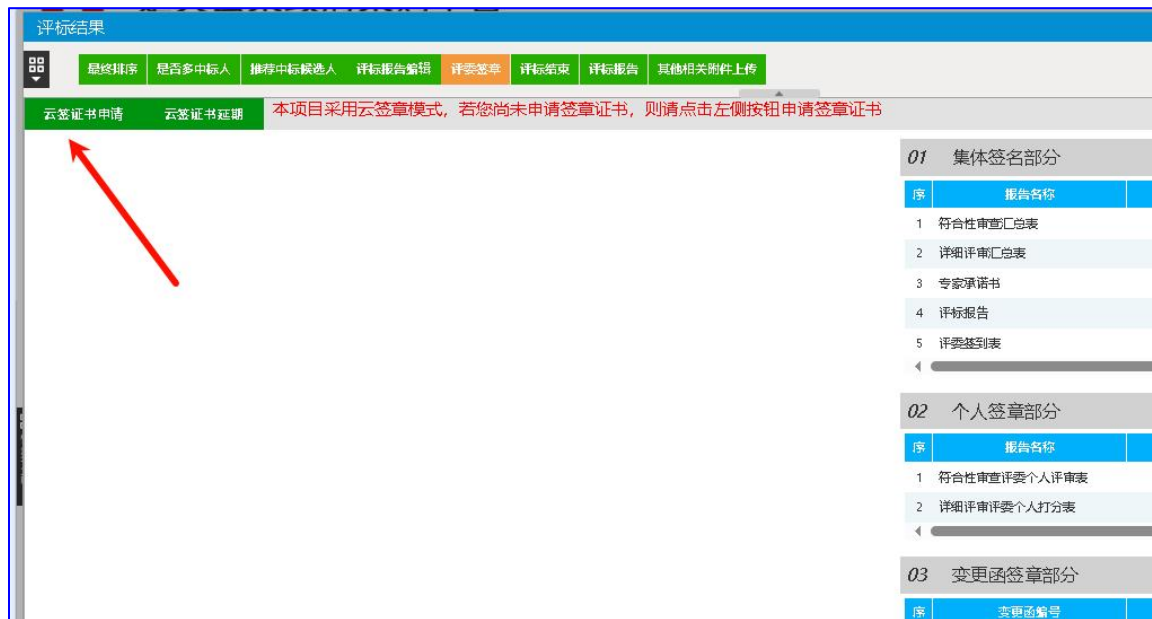 评标结果
最终排序 是否多中标人 推荐中标候选人 评标报告编辑 评委签章 评标结束 评标报告 其他相关附件上传
云签证书申请 云签证书延期 本项目采用云签章模式，若您尚未申请签章证书，则请点击左侧按钮申请签章证书
01 集体签名部分
序 报告名称
1 符合性审查汇总表
2 详细评审汇总表
3 专家承诺书
4 评标报告
5 评委签到表
02 个人签章部分
序 报告名称
1 符合性审查评委个人评审表
2 详细评审评委个人打分表
03 变更函签章部分
序 变更函编号